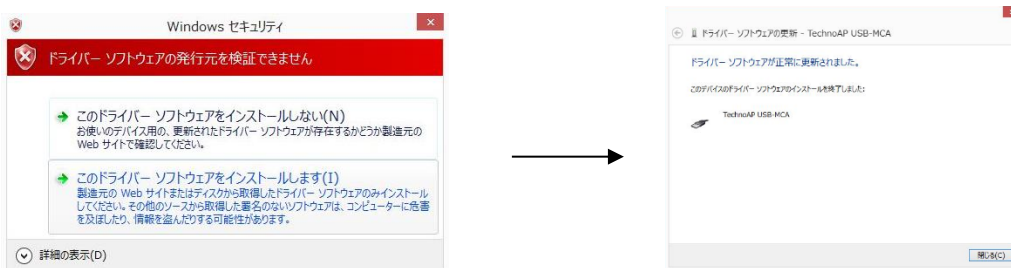 Windows セキュリティ
ドライバー ソフトウェアの発行元を検証できません
このドライバー ソフトウェアをインストールしない(N)
お使いのデバイス用の、更新されたドライバー ソフトウェアが存在するかどうか製造元の
Web サイトで確認してください。
このドライバー ソフトウェアをインストールします(I)
製造元の Web サイトまたはディスクから取得したドライバー ソフトウェアのみインストール
してください。その他のソースから取得した署名のないソフトウェアは、コンピューターに危害
を及ぼしたり、情報を盗んだりする可能性があります。
詳細の表示(D)
ドライバー ソフトウェアの更新 - TechnoAP USB-MCA
ドライバー ソフトウェアが正常に更新されました。
このデバイスのドライバー ソフトウェアのインストールを終了しました:
TechnoAP USB-MCA
閉じる(C)